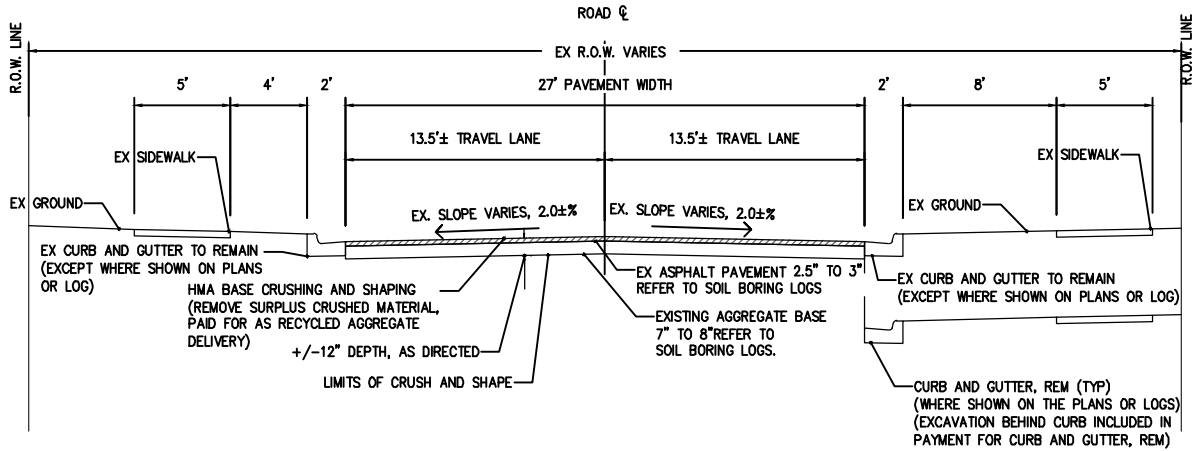 ROAD ℄
R.O.W. LINE
EX R.O.W. VARIES
R.O.W. LINE
5'
4'
2'
27' PAVEMENT WIDTH
2'
8'
5'
13.5'± TRAVEL LANE
13.5'± TRAVEL LANE
EX SIDEWALK
EX SIDEWALK
EX GROUND
EX. SLOPE VARIES, 2.0±%
EX. SLOPE VARIES, 2.0±%
EX GROUND
EX CURB AND GUTTER TO REMAIN
(EXCEPT WHERE SHOWN ON PLANS
OR LOG)
HMA BASE CRUSHING AND SHAPING
(REMOVE SURPLUS CRUSHED MATERIAL,
PAID FOR AS RECYCLED AGGREGATE
DELIVERY)
+/-12" DEPTH, AS DIRECTED
LIMITS OF CRUSH AND SHAPE
EX ASPHALT PAVEMENT 2.5" TO 3"
REFER TO SOIL BORING LOGS
EXISTING AGGREGATE BASE
7" TO 8"REFER TO
SOIL BORING LOGS.
EX CURB AND GUTTER TO REMAIN
(EXCEPT WHERE SHOWN ON PLANS OR LOG)
CURB AND GUTTER, REM (TYP)
(WHERE SHOWN ON THE PLANS OR LOGS)
(EXCAVATION BEHIND CURB INCLUDED IN
PAYMENT FOR CURB AND GUTTER, REM)